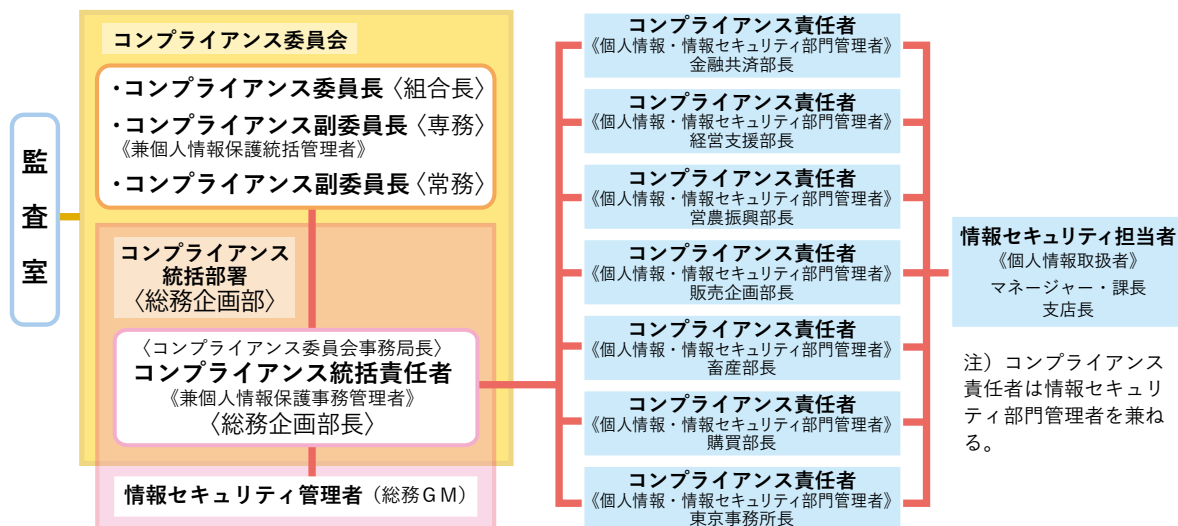 監査室
コンプライアンス委員会
・コンプライアンス委員長〈組合長〉
・コンプライアンス副委員長〈専務〉
《兼個人情報保護統括管理者》
・コンプライアンス副委員長〈常務〉
コンプライアンス
統括部署
〈総務企画部〉
〈コンプライアンス委員会事務局長〉
コンプライアンス統括責任者
《兼個人情報保護事務管理者》
〈総務企画部長〉
情報セキュリティ管理者（総務ＧＭ）
コンプライアンス責任者
《個人情報・情報セキュリティ部門管理者》
金融共済部長
コンプライアンス責任者
《個人情報・情報セキュリティ部門管理者》
経営支援部長
コンプライアンス責任者
《個人情報・情報セキュリティ部門管理者》
営農振興部長
コンプライアンス責任者
《個人情報・情報セキュリティ部門管理者》
販売企画部長
コンプライアンス責任者
《個人情報・情報セキュリティ部門管理者》
畜産部長
コンプライアンス責任者
《個人情報・情報セキュリティ部門管理者》
購買部長
コンプライアンス責任者
《個人情報・情報セキュリティ部門管理者》
東京事務所長
情報セキュリティ担当者
《個人情報取扱者》
マネージャー・課長
支店長
注）コンプライアンス
責任者は情報セキュリ
ティ部門管理者を兼ね
る。